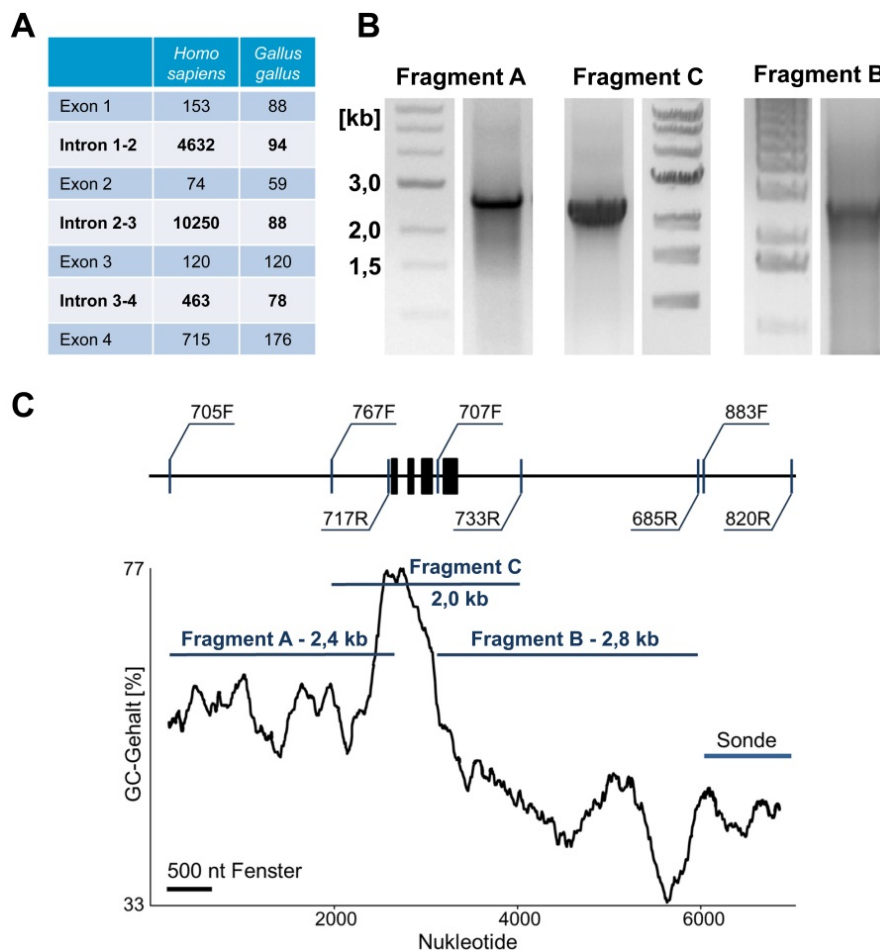 A
Homo sapiens Gallus gallus
Exon 1 153 88
Intron 1-2 4632 94
Exon 2 74 59
Intron 2-3 10250 88
Exon 3 120 120
Intron 3-4 463 78
Exon 4 715 176
B
Fragment A Fragment C Fragment B
[kb]
3,0
2,0
1,5
C
705F 767F 707F 883F
717R 733R 685R 820R
77
Fragment C
2,0 kb
Fragment A - 2,4 kb Fragment B - 2,8 kb
GC-Gehalt [%]
Sonde
500 nt Fenster
33
2000 4000 6000
Nukleotide